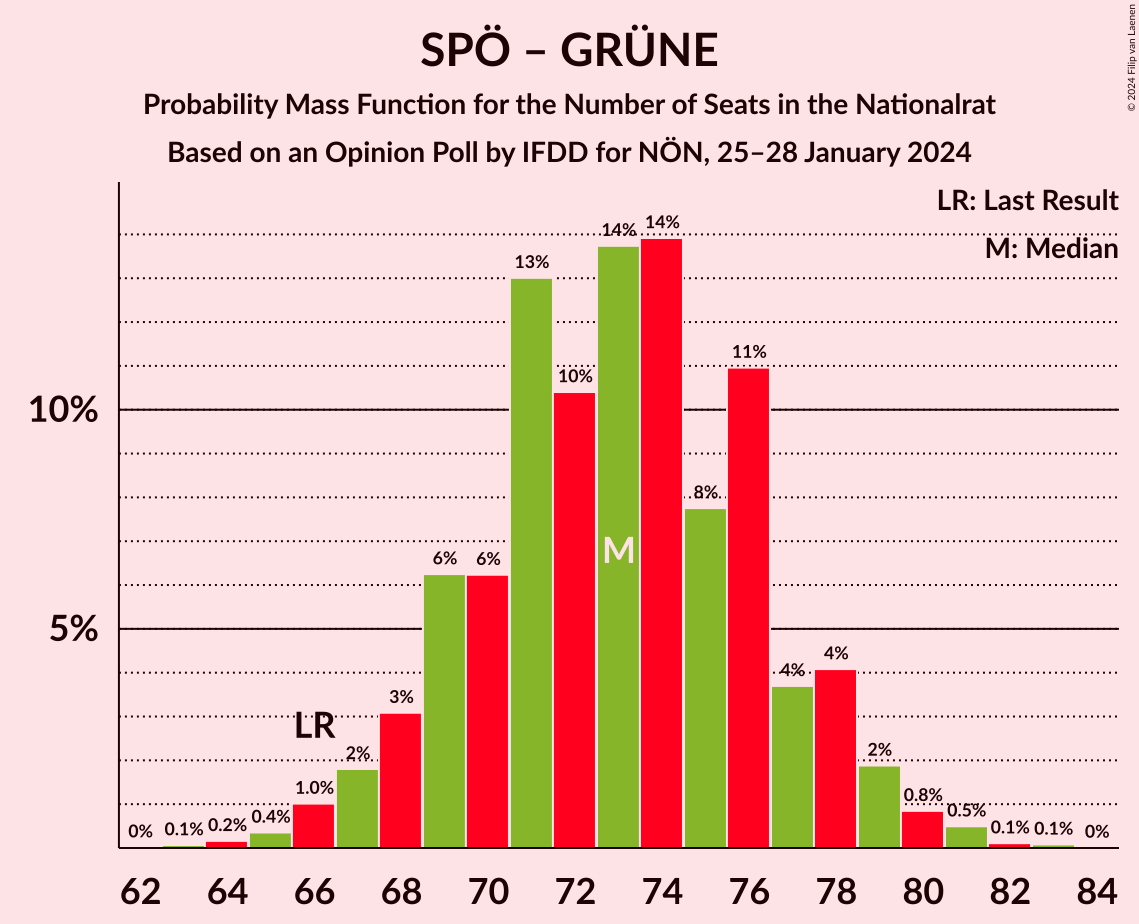 SPÖ – GRÜNE
Probability Mass Function for the Number of Seats in the Nationalrat
Based on an Opinion Poll by IFDD for NÖN, 25–28 January 2024
© 2024 Filip van Laenen
LR: Last Result
M: Median
10%
5%
0% 0.1% 0.2% 0.4% 1.0% 2% 3% 6% 6% 13% 10% 14% 14% 8% 11% 4% 4% 2% 0.8% 0.5% 0.1% 0.1% 0%
LR
M
62 64 66 68 70 72 74 76 78 80 82 84